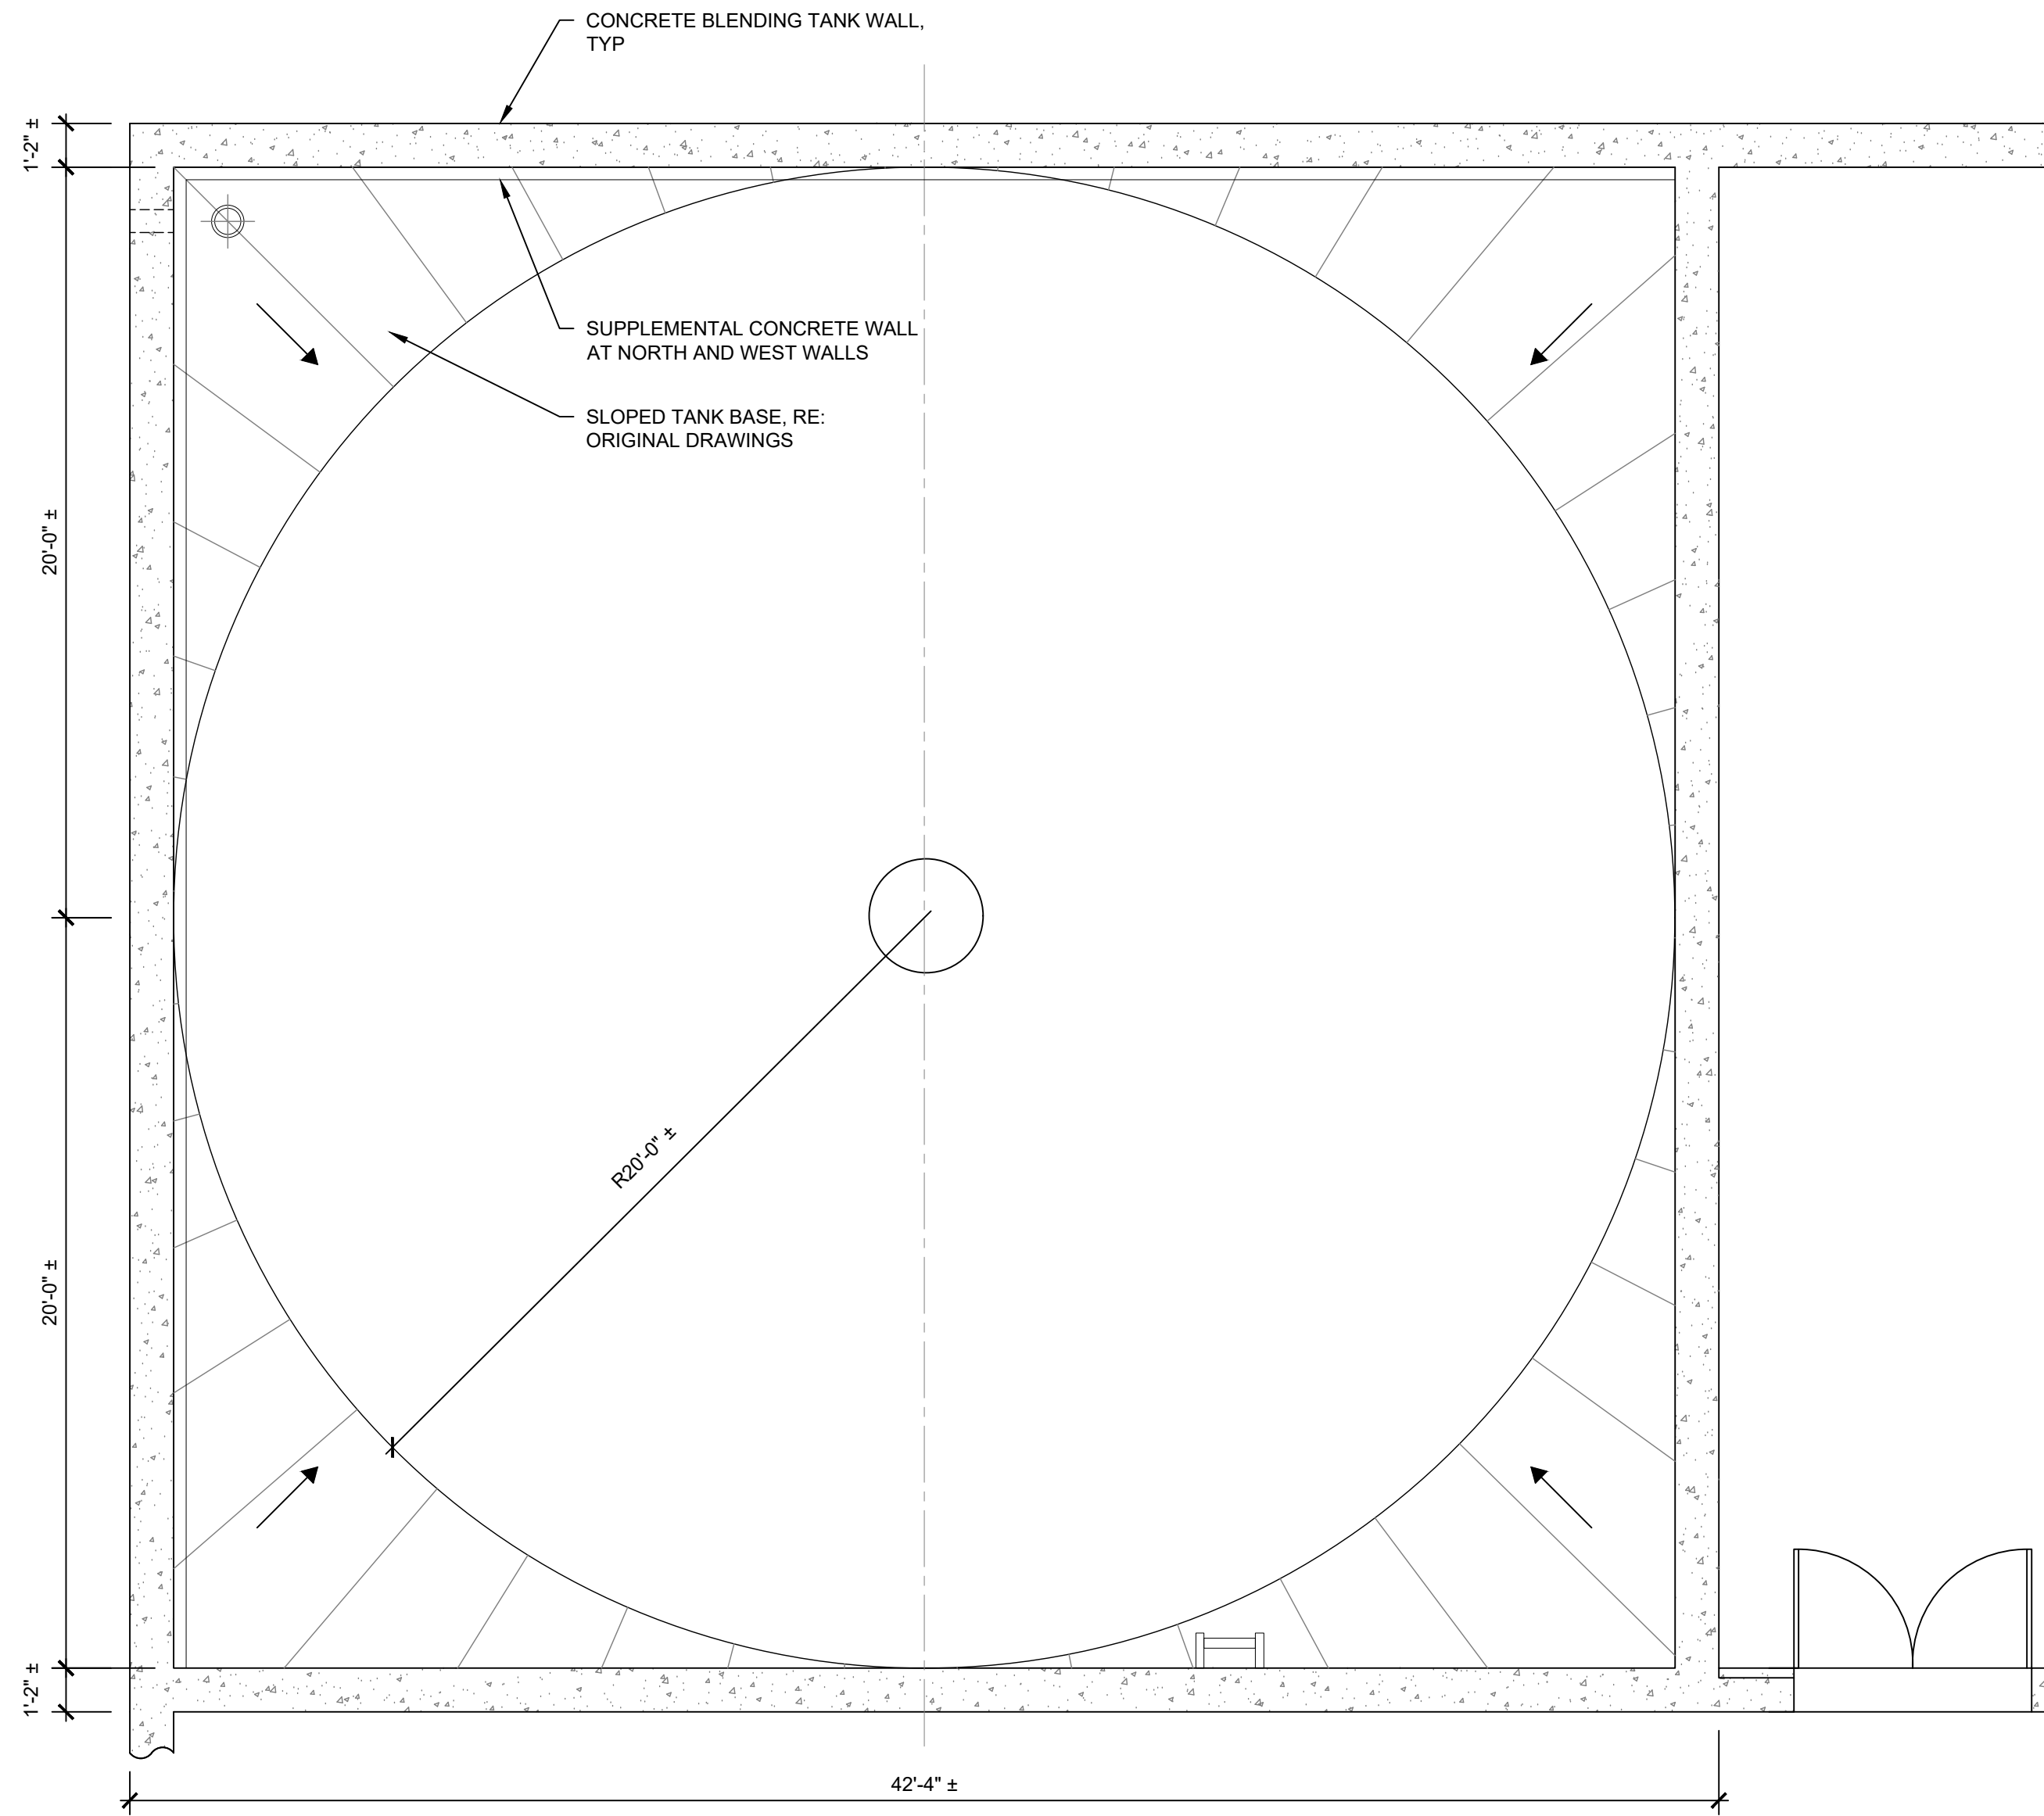 CONCRETE BLENDING TANK WALL,
TYP
1'-2" ±
SUPPLEMENTAL CONCRETE WALL
AT NORTH AND WEST WALLS
SLOPED TANK BASE, RE:
ORIGINAL DRAWINGS
20'-0" ±
R20'-0" ±
20'-0" ±
1'-2" ±
42'-4" ±